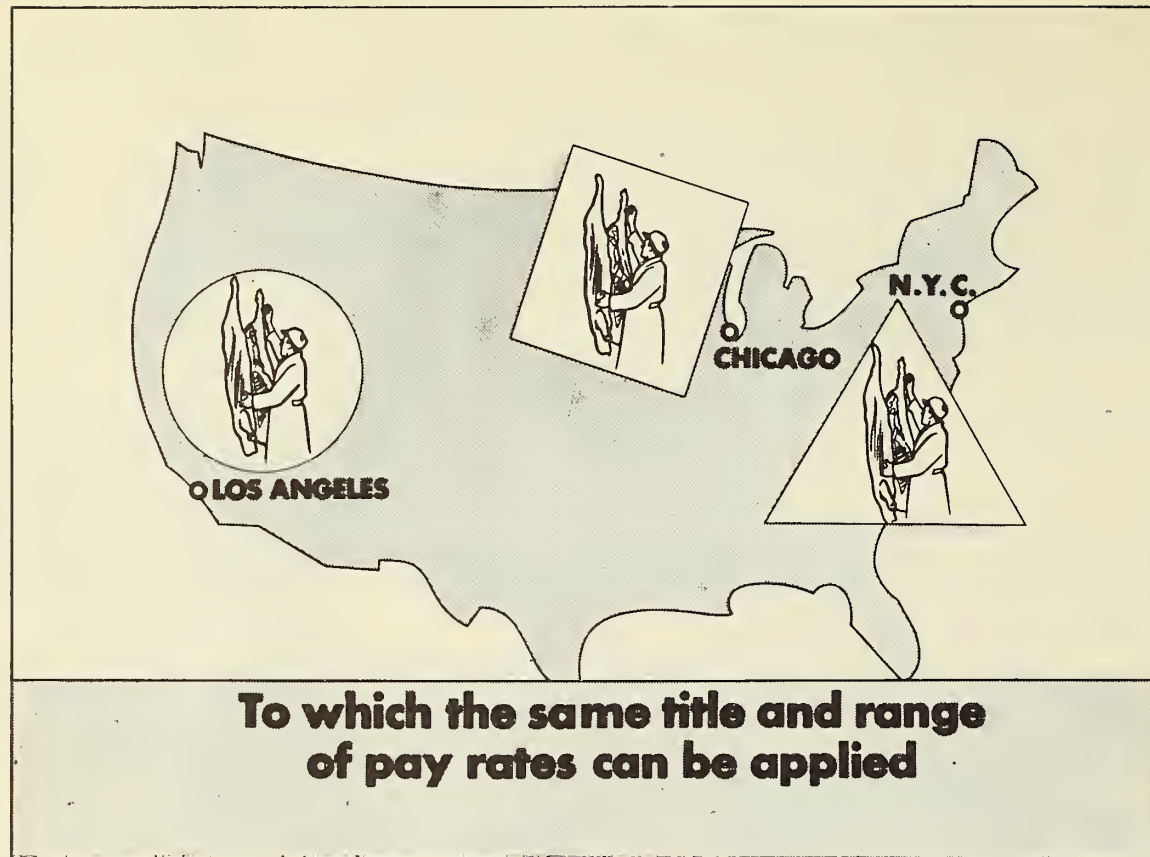 N.Y.C.
CHICAGO
LOS ANGELES
To which the same title and range
of pay rates can be applied